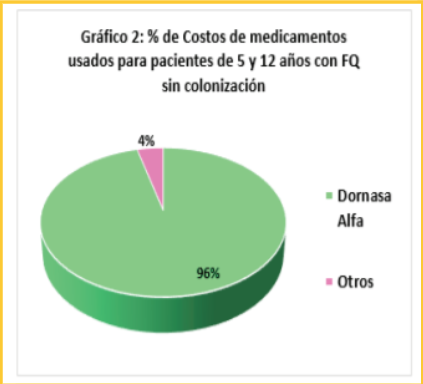 Gráfico 2: % de Costos de medicamentos
usados para pacientes de 5 y 12 años con FQ
sin colonización
4%
96%
Dornasa
Alfa
Otros